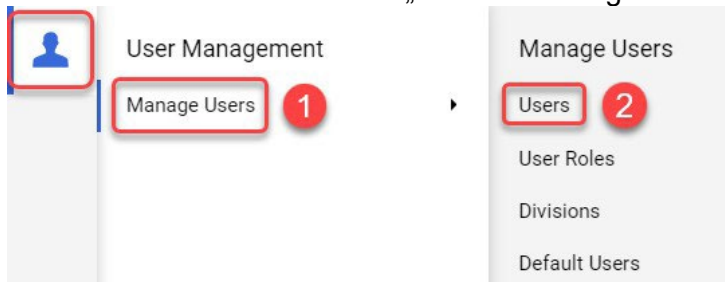 User Management
Manage Users
1
Manage Users
Users
2
User Roles
Divisions
Default Users